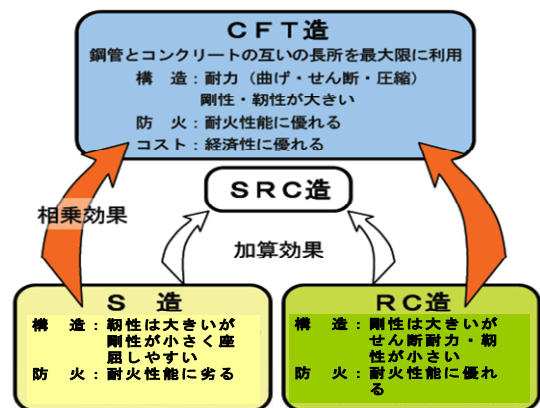 CFT造
鋼管とコンクリートの互いの長所を最大限に利用
構　造：耐力（曲げ・せん断・圧縮）
剛性・靭性が大きい
防　火：耐火性能に優れる
コスト：経済性に優れる
SRC造
相乗効果
加算効果
S　造
構　造：靭性は大きいが
剛性が小さく座
屈しやすい
防　火：耐火性能に劣る
RC造
構　造：剛性は大きいが
せん断耐力・靭
性が小さい
防　火：耐火性能に優れ
る